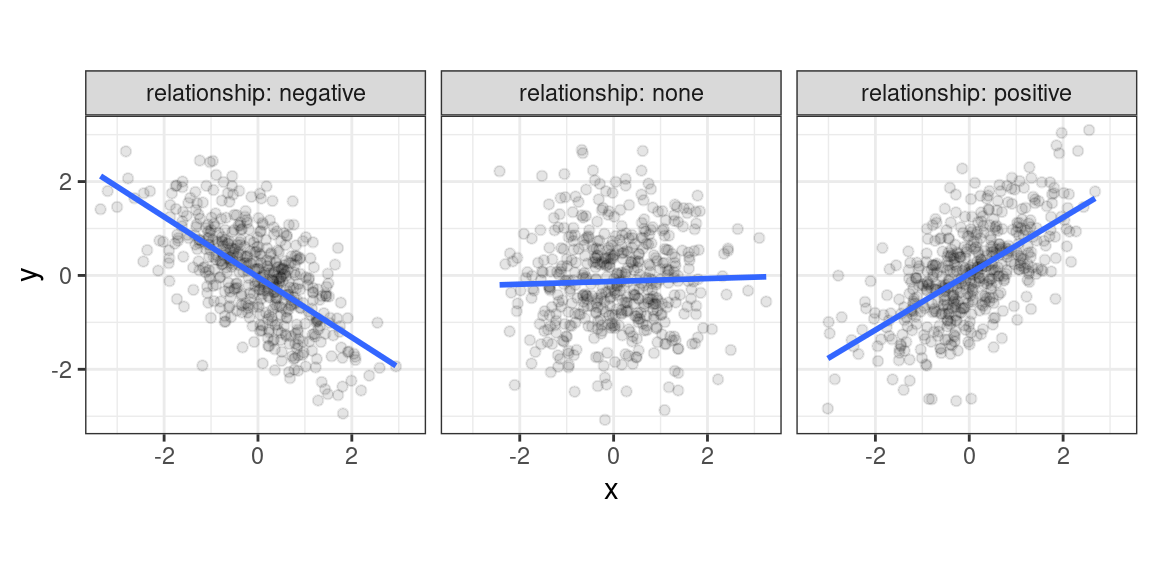 relationship: negative
relationship: none
relationship: positive
y
2
0
-2
-2 0 2
-2 0 2
-2 0 2
x